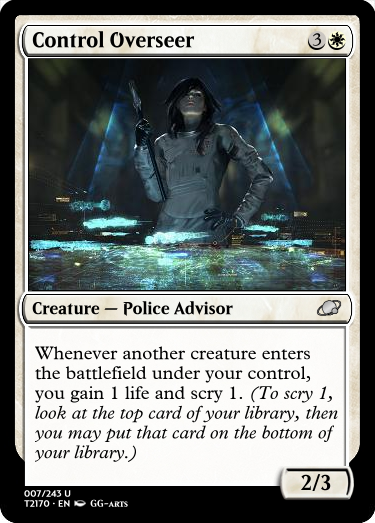 Control Overseer 3
Creature — Police Advisor
Whenever another creature enters
the battlefield under your control,
you gain 1 life and scry 1. (To scry 1,
look at the top card of your library, then
you may put that card on the bottom of
your library.)
2/3
007/243 U
T2170 • EN GG-ARTS